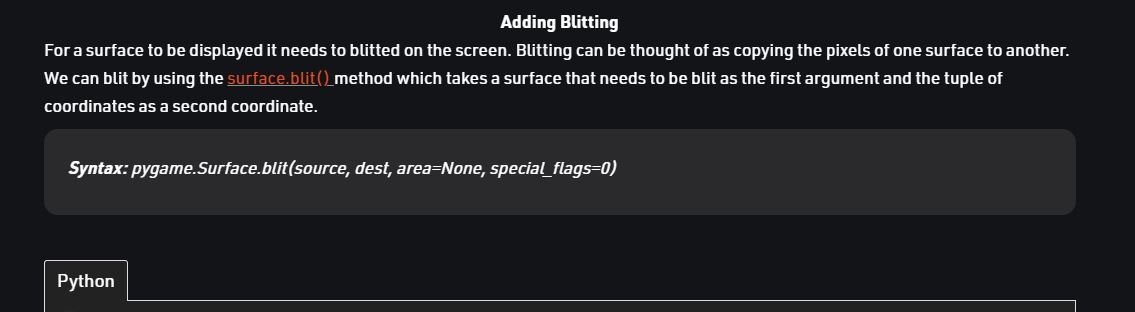 Adding Blitting
For a surface to be displayed it needs to blitted on the screen. Blitting can be thought of as copying the pixels of one surface to another.
We can blit by using the surface.blit() method which takes a surface that needs to be blit as the first argument and the tuple of
coordinates as a second coordinate.
Syntax: pygame.Surface.blit(source, dest, area=None, special_flags=0)
Python